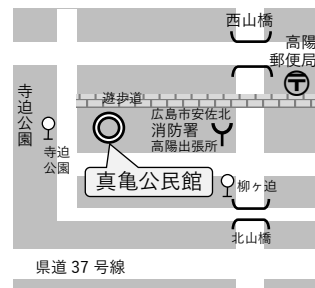 西山橋
高陽
郵便局
遊歩道
寺迫公園
広島市安佐北
消防署
高陽出張所
寺迫
公園
真亀公民館
柳ヶ迫
北山橋
県道 37 号線